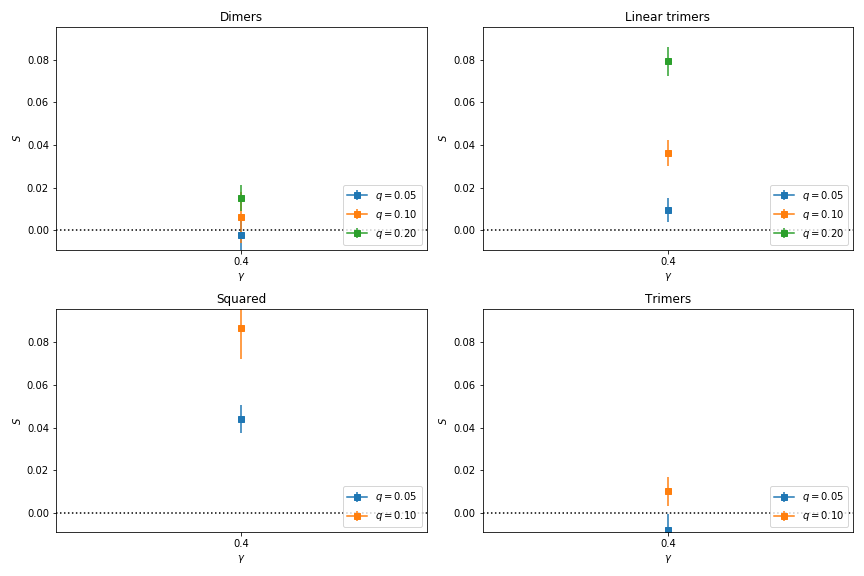 Dimers
S
0.08
0.06
0.04
0.02
0.00
q = 0.05
q = 0.10
q = 0.20
0.4
γ
Linear trimers
S
0.08
0.06
0.04
0.02
0.00
q = 0.05
q = 0.10
q = 0.20
0.4
γ
Squared
S
0.08
0.06
0.04
0.02
0.00
q = 0.05
q = 0.10
0.4
γ
Trimers
S
0.08
0.06
0.04
0.02
0.00
q = 0.05
q = 0.10
0.4
γ